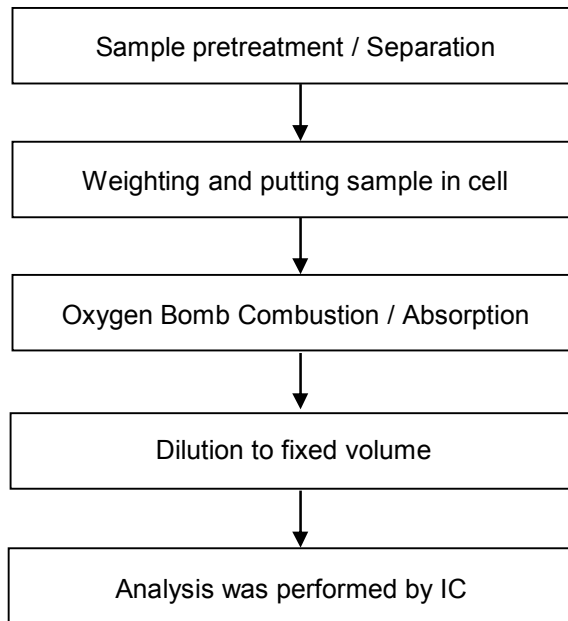 Sample pretreatment / Separation
Weighting and putting sample in cell
Oxygen Bomb Combustion / Absorption
Dilution to fixed volume
Analysis was performed by IC